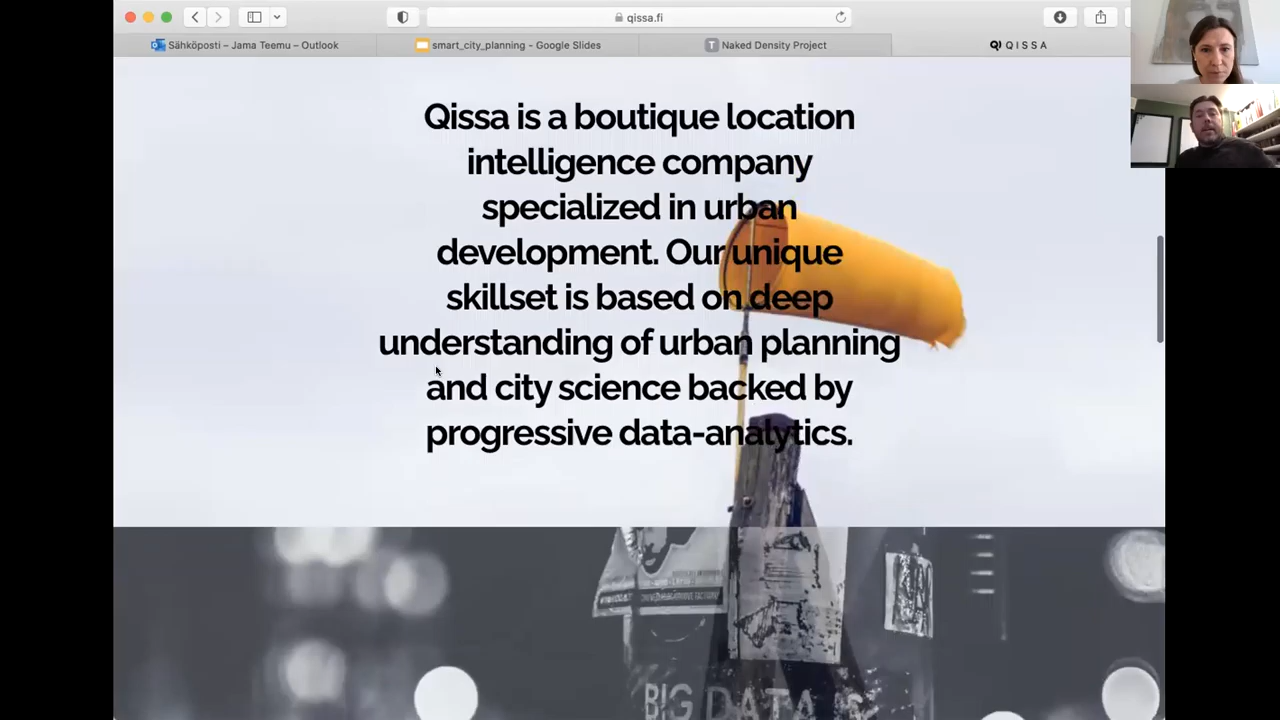 qissa.fi
Sähköposti – Jama Teemu – Outlook
smart_city_planning - Google Slides
T Naked Density Project
QI QISSA
Qissa is a boutique location
intelligence company
specialized in urban
development. Our unique
skillset is based on deep
understanding of urban planning
and city science backed by
progressive data-analytics.
BIG DATA is